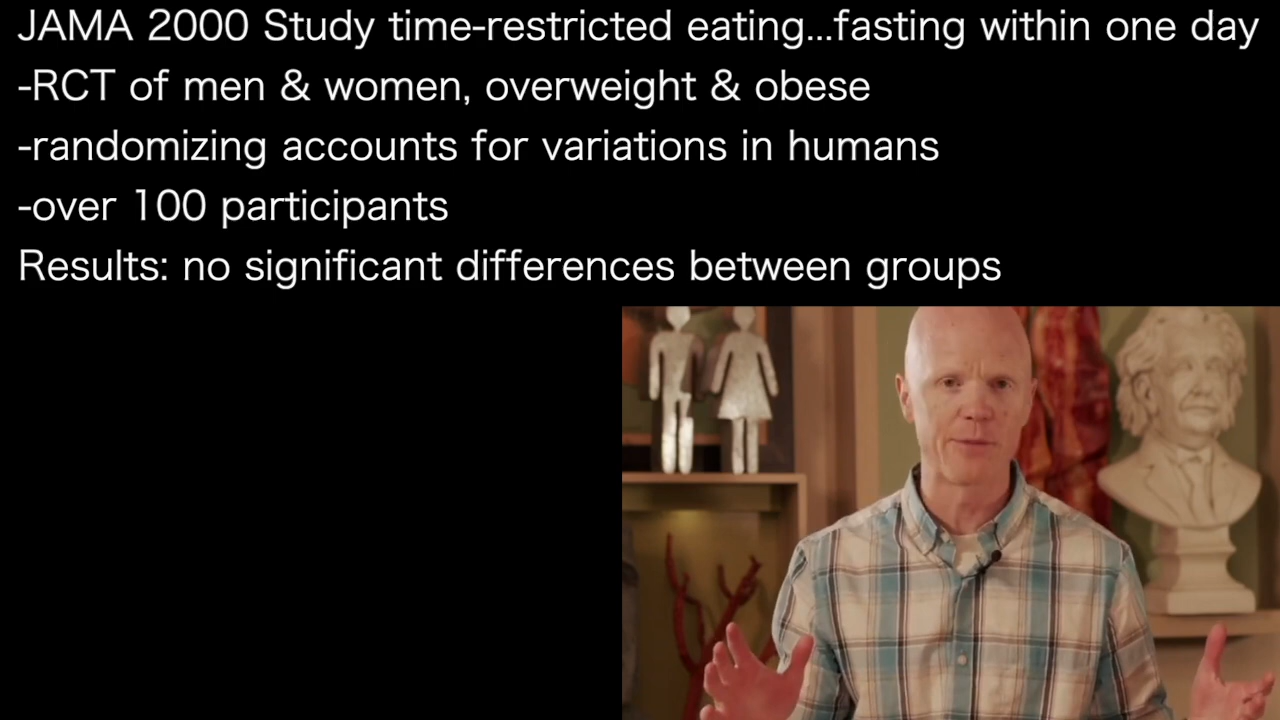 JAMA 2000 Study time-restricted eating...fasting within one day
-RCT of men & women, overweight & obese
-randomizing accounts for variations in humans
-over 100 participants
Results: no significant differences between groups